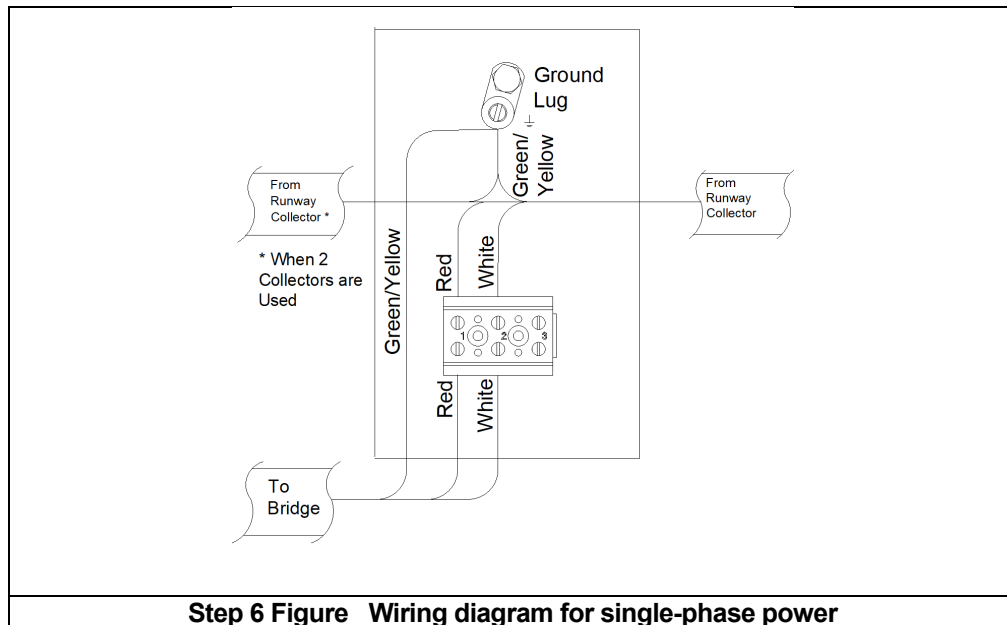 Ground
Lug
Green/
Yellow
From
Runway
Collector *
From
Runway
Collector
* When 2
Collectors are
Used
Green/Yellow
Red
White
1
2
3
Red
White
To
Bridge
Step 6 Figure Wiring diagram for single-phase power